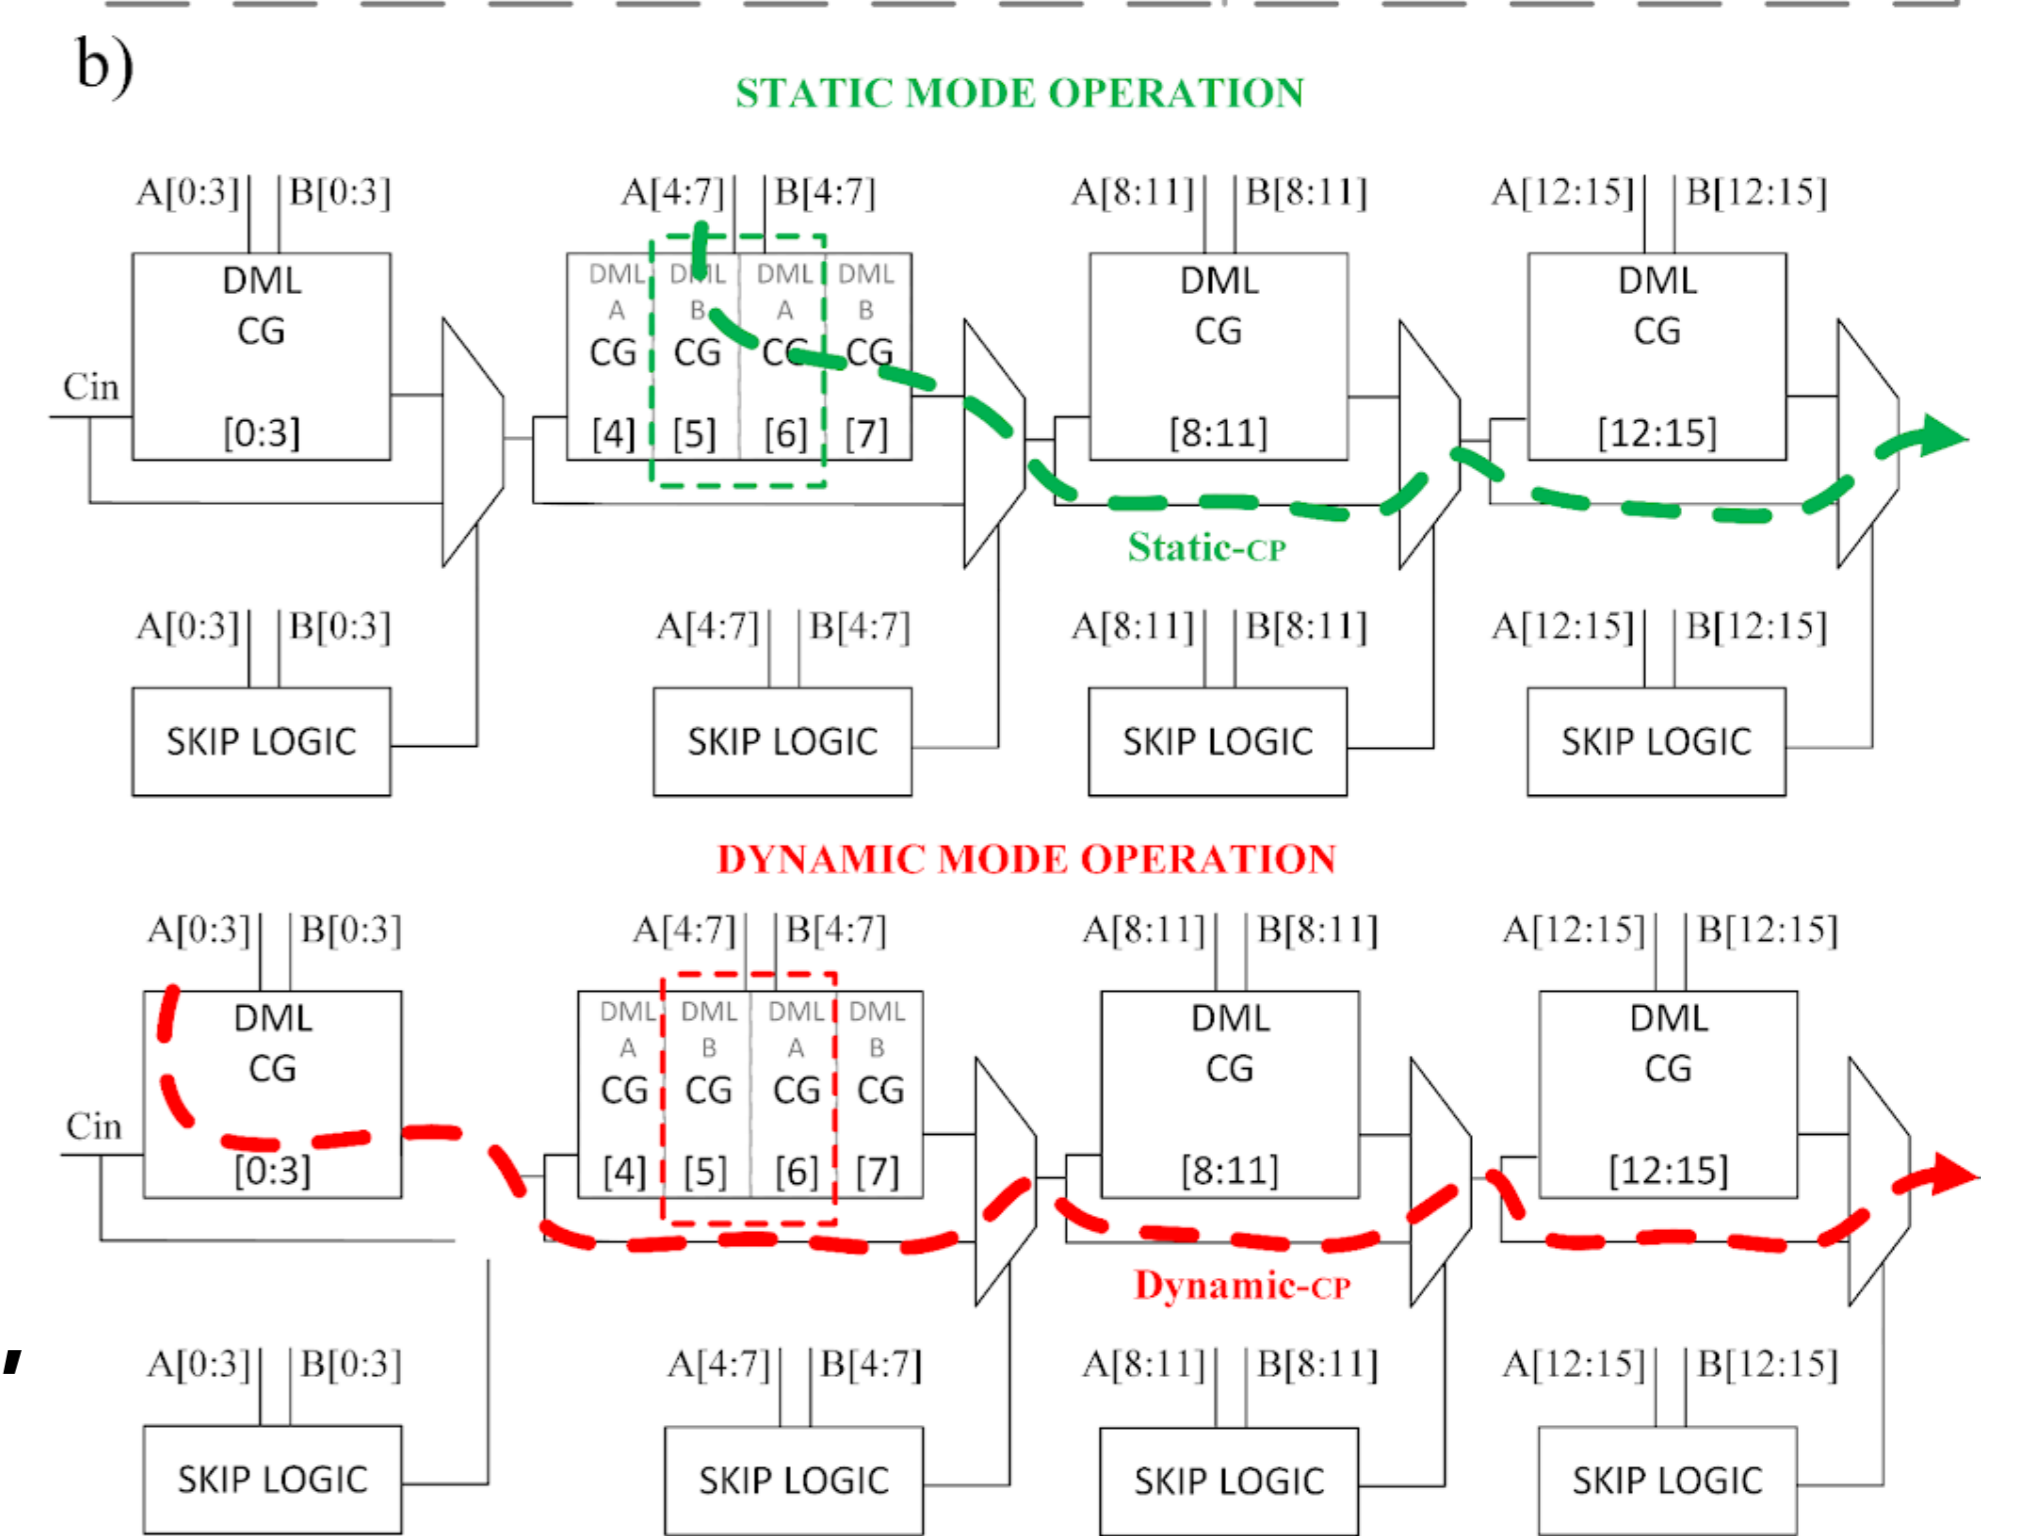 b)
STATIC MODE OPERATION
A[0:3] B[0:3] A[4:7] B[4:7] A[8:11] B[8:11] A[12:15] B[12:15]
DML DML DML DML DML DML DML
CG A B A B CG CG
CG CG CG CG
Cin
[0:3] [4] [5] [6] [7] [8:11] [12:15]
Static-CP
A[0:3] B[0:3] A[4:7] B[4:7] A[8:11] B[8:11] A[12:15] B[12:15]
SKIP LOGIC SKIP LOGIC SKIP LOGIC SKIP LOGIC
DYNAMIC MODE OPERATION
A[0:3] B[0:3] A[4:7] B[4:7] A[8:11] B[8:11] A[12:15] B[12:15]
DML DML DML DML DML DML DML
CG A B A B CG CG
CG CG CG CG
Cin
[0:3] [4] [5] [6] [7] [8:11] [12:15]
Dynamic-CP
A[0:3] B[0:3] A[4:7] B[4:7] A[8:11] B[8:11] A[12:15] B[12:15]
SKIP LOGIC SKIP LOGIC SKIP LOGIC SKIP LOGIC